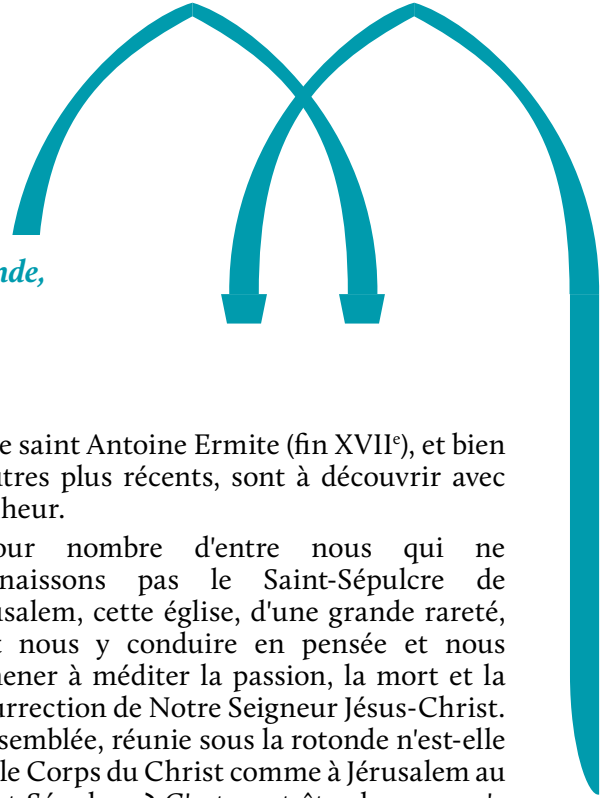 nde,
e saint Antoine Ermite (fin XVIIᵉ), et bien
utres plus récents, sont à découvrir avec
heur.
our nombre d'entre nous qui ne
naissons pas le Saint-Sépulcre de
usalem, cette église, d'une grande rareté,
t nous y conduire en pensée et nous
ener à méditer la passion, la mort et la
urrection de Notre Seigneur Jésus-Christ.
semblée, réunie sous la rotonde n'est-elle
le Corps du Christ comme à Jérusalem au